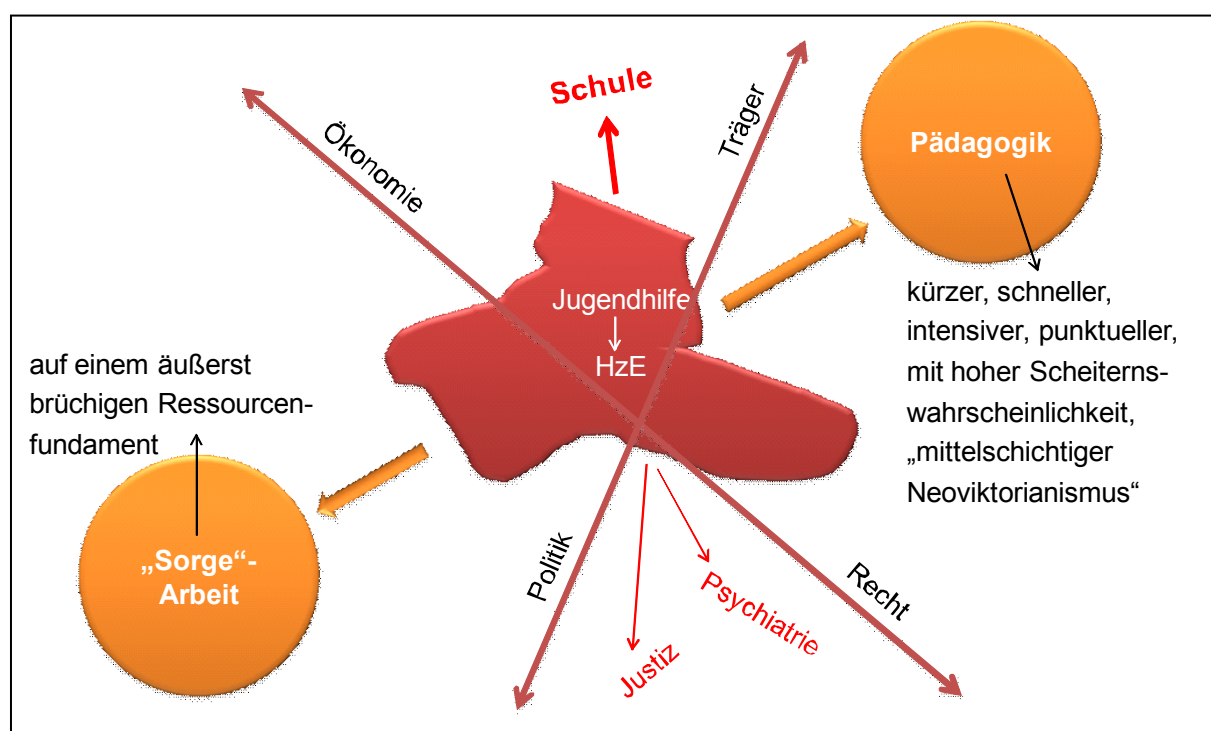 Schule
Träger
Ökonomie
Pädagogik
Jugendhilfe
HzE
kürzer, schneller,
intensiver, punktueller,
mit hoher Scheiterns-
wahrscheinlichkeit,
„mittelschichtiger
Neoviktorianismus“
auf einem äußerst
brüchigen Ressourcen-
fundament
„Sorge“-
Arbeit
Politik
Justiz
Psychiatrie
Recht